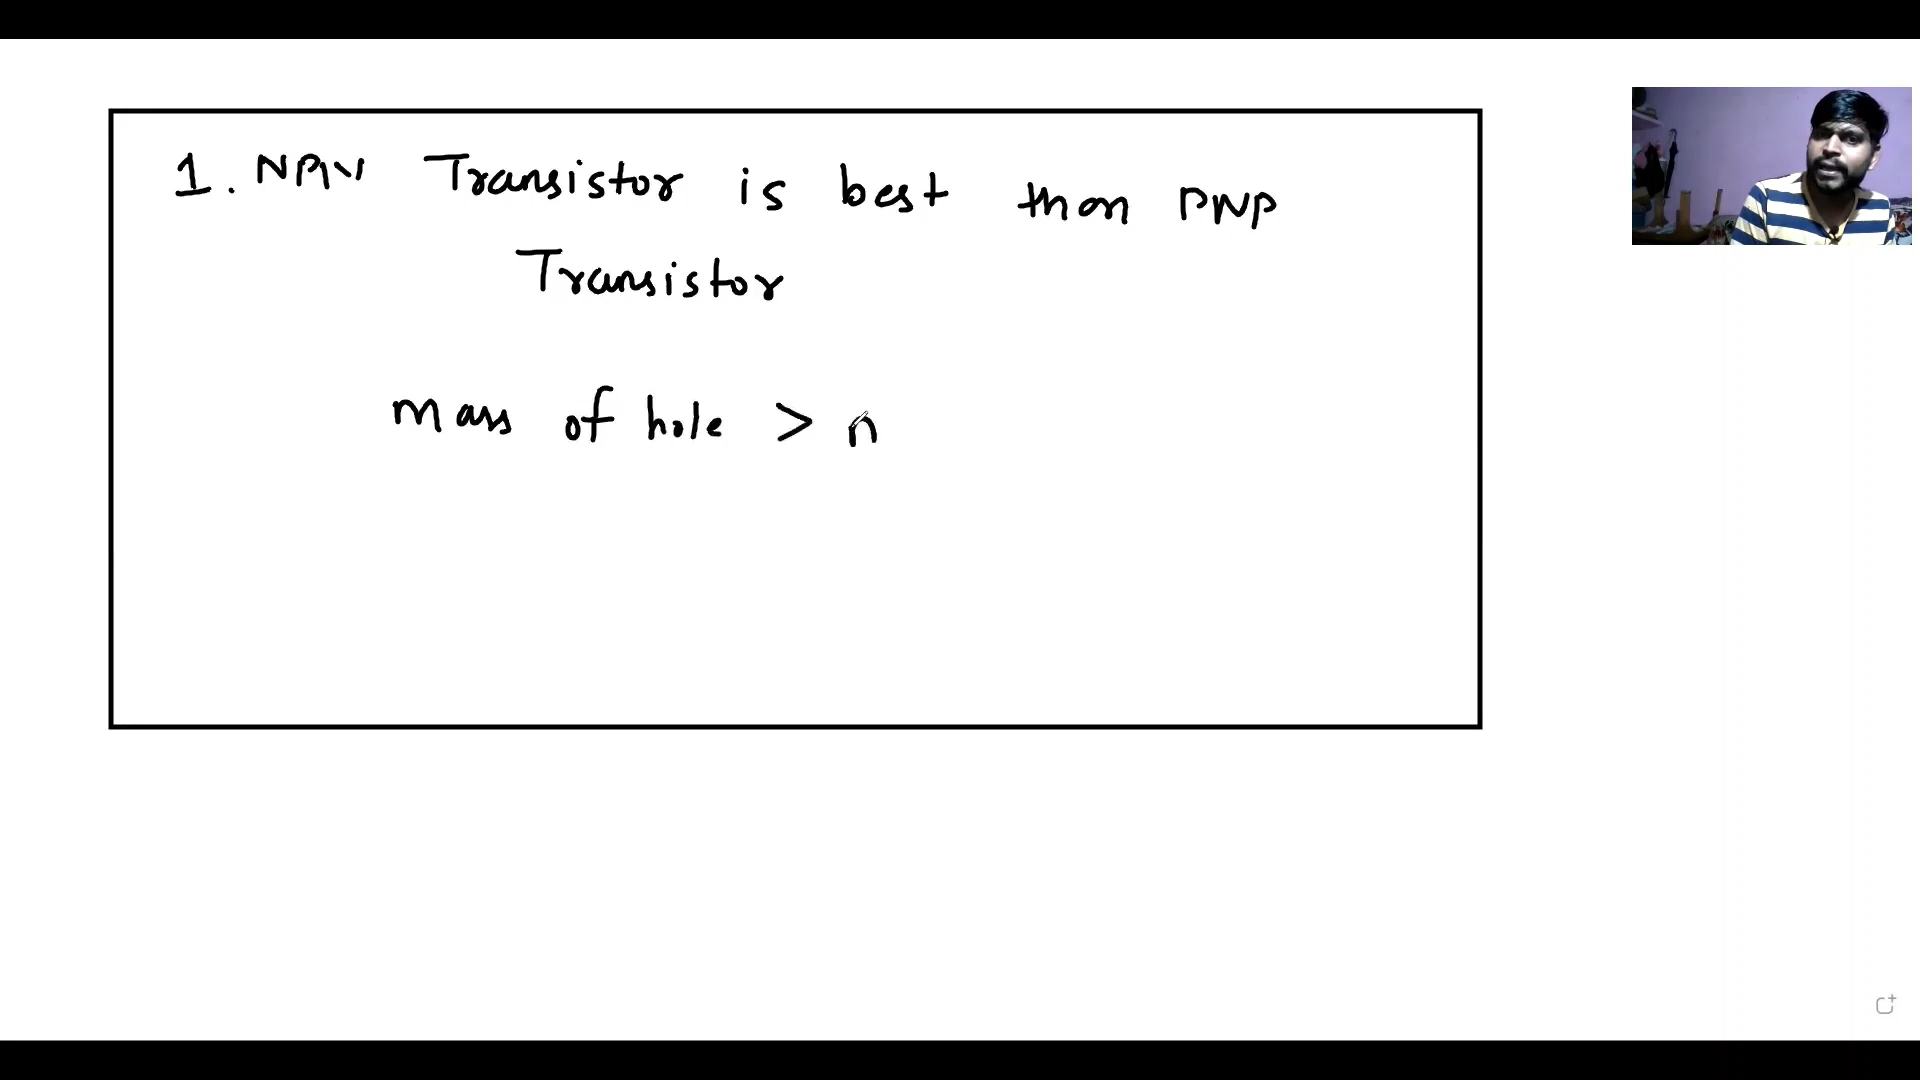 1. NPN Transistor is best than PNP
Transistor
mass of hole > n